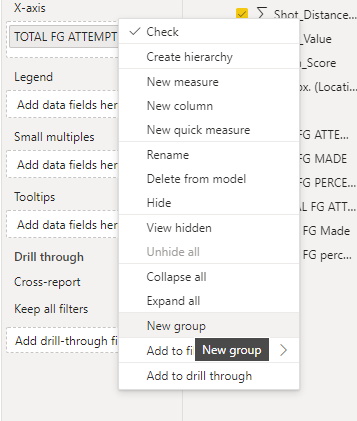 X-axis
TOTAL FG ATTEMPT
Legend
Add data fields her
Small multiples
Add data fields her
Tooltips
Add data fields her
Drill through
Cross-report
Keep all filters
Add drill-through fi
Check
Create hierarchy
New measure
New column
New quick measure
Rename
Delete from model
Hide
View hidden
Unhide all
Collapse all
Expand all
New group
Add to fi
New group
Add to drill through
Shot_Distance...
_Value
_Score
ox. (Locati...
FG ATTE...
FG MADE
FG PERCE...
FG ATT...
FG Made
FG perc...